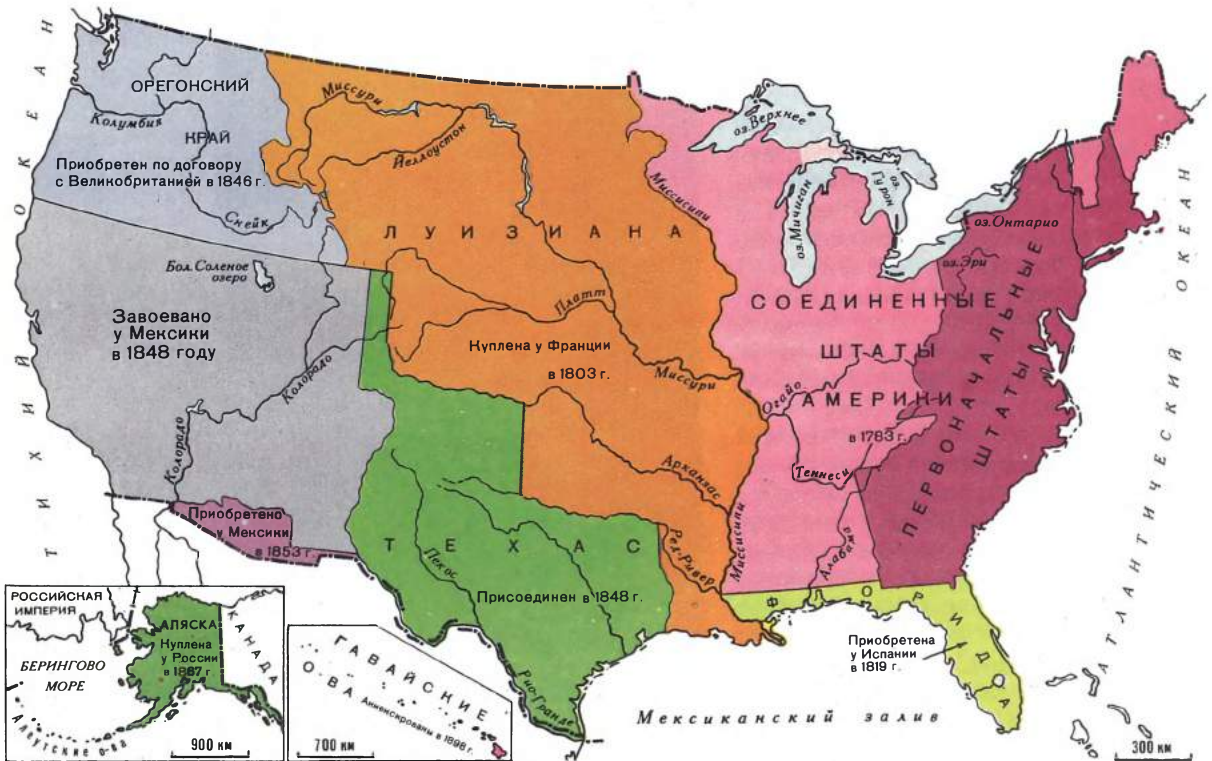 ТИХИЙ ОКЕАН
ОРЕГОНСКИЙ
КРАЙ
Колумбия
Приобретен по договору
с Великобританией в 1846 г.
Снейк
Миссури
Йеллоустон
ЛУИЗИАНА
Платт
Куплена у Франции
в 1803 г.
Миссури
Арканзас
Ред-Ривер
Бол. Соленое
озеро
Завоевано
у Мексики
в 1848 году
Колорадо
Колорадо
Приобретено
у Мексики
в 1853 г.
ТЕХАС
Пекос
Присоединен в 1848 г.
Рио-Гранде
Миссисипи
Миссисипи
оз. Верхнее
оз. Мичиган
оз. Гурон
оз. Онтарио
оз. Эри
СОЕДИНЕННЫЕ
ШТАТЫ
АМЕРИКИ
в 1783 г.
Огайо
Теннеси
Алабама
ПЕРВОНАЧАЛЬНЫЕ
ШТАТЫ
ФЛОРИДА
Приобретена
у Испании
в 1819 г.
АТЛАНТИЧЕСКИЙ ОКЕАН
Мексиканский залив
300 км
РОССИЙСКАЯ
ИМПЕРИЯ
АЛЯСКА
Куплена
у России
в 1867 г.
КАНАДА
БЕРИНГОВО
МОРЕ
Алеутские о-ва
900 км
ГАВАЙСКИЕ
О-ВА
Аннексированы в 1898 г.
700 км